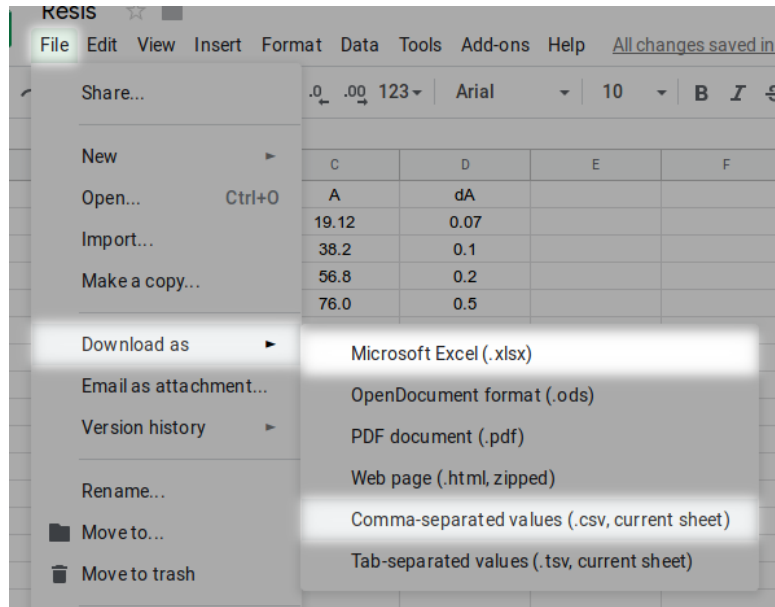 Resis
File Edit View Insert Format Data Tools Add-ons Help All changes saved in
.0 .00 123 Arial 10 B I S
Share...
New ►
Open... Ctrl+O
Import...
Make a copy...
Download as ►
Email as attachment...
Version history ►
Rename...
Move to...
Move to trash
C D E F
A dA
19.12 0.07
38.2 0.1
56.8 0.2
76.0 0.5
Microsoft Excel (.xlsx)
OpenDocument format (.ods)
PDF document (.pdf)
Web page (.html, zipped)
Comma-separated values (.csv, current sheet)
Tab-separated values (.tsv, current sheet)